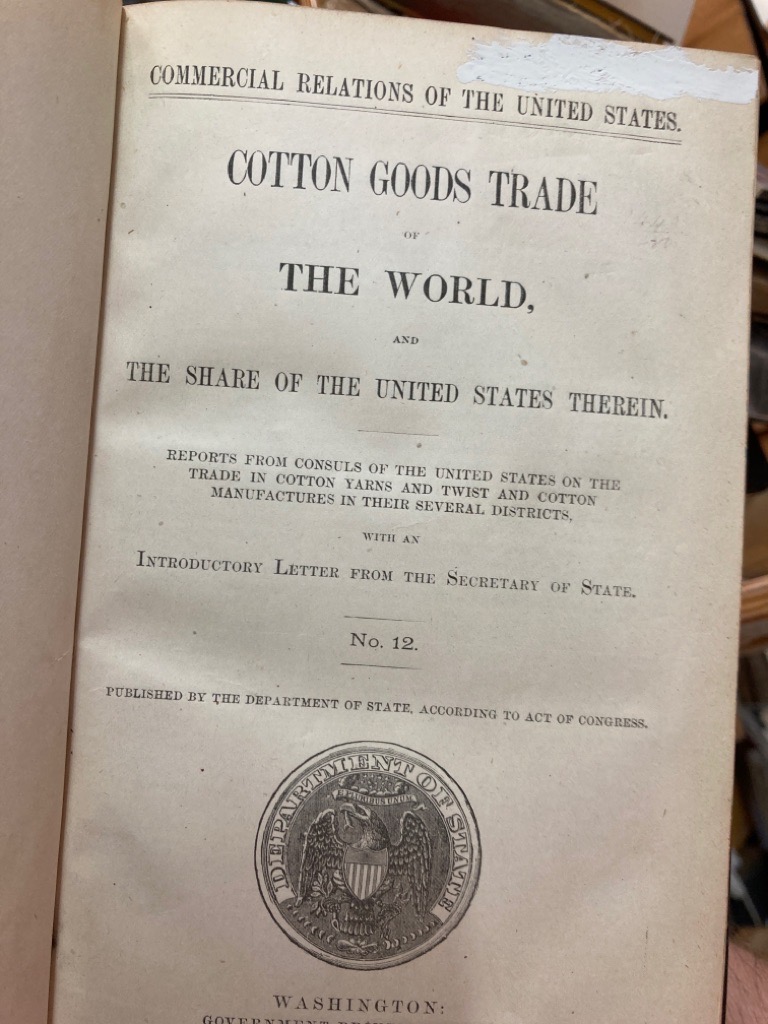 COMMERCIAL RELATIONS OF THE UNITED STATES.
COTTON GOODS TRADE
OF
THE WORLD,
AND
THE SHARE OF THE UNITED STATES THEREIN.
REPORTS FROM CONSULS OF THE UNITED STATES ON THE
TRADE IN COTTON YARNS AND TWIST AND COTTON
MANUFACTURES IN THEIR SEVERAL DISTRICTS,
WITH AN
INTRODUCTORY LETTER FROM THE SECRETARY OF STATE.
No. 12.
PUBLISHED BY THE DEPARTMENT OF STATE, ACCORDING TO ACT OF CONGRESS.
DEPARTMENT OF STATE
E PLURIBUS UNUM
WASHINGTON:
GOVERNMENT